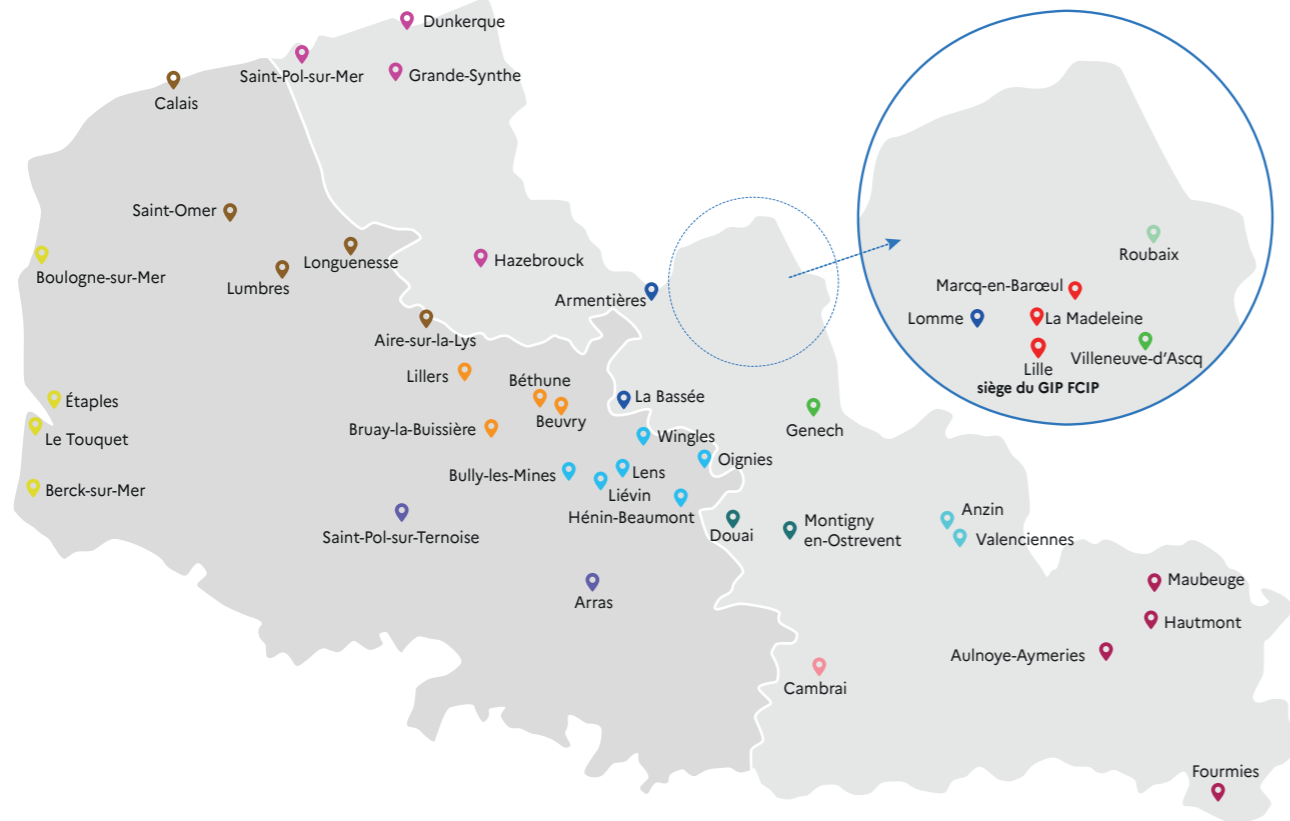 Dunkerque
Saint-Pol-sur-Mer
Grande-Synthe
Calais
Saint-Omer
Longuenesse
Hazebrouck
Boulogne-sur-Mer
Lumbres
Armentières
Aire-sur-la-Lys
Lillers
Béthune
Beuvry
La Bassée
Étaples
Le Touquet
Bruay-la-Buissière
Wingles
Genech
Oignies
Bully-les-Mines
Lens
Liévin
Berck-sur-Mer
Hénin-Beaumont
Saint-Pol-sur-Ternoise
Douai
Montigny
en-Ostrevent
Anzin
Valenciennes
Arras
Maubeuge
Hautmont
Aulnoye-Aymeries
Cambrai
Fourmies
Roubaix
Marcq-en-Barœul
Lomme
La Madeleine
Lille
Villeneuve-d'Ascq
siège du GIP FCIP